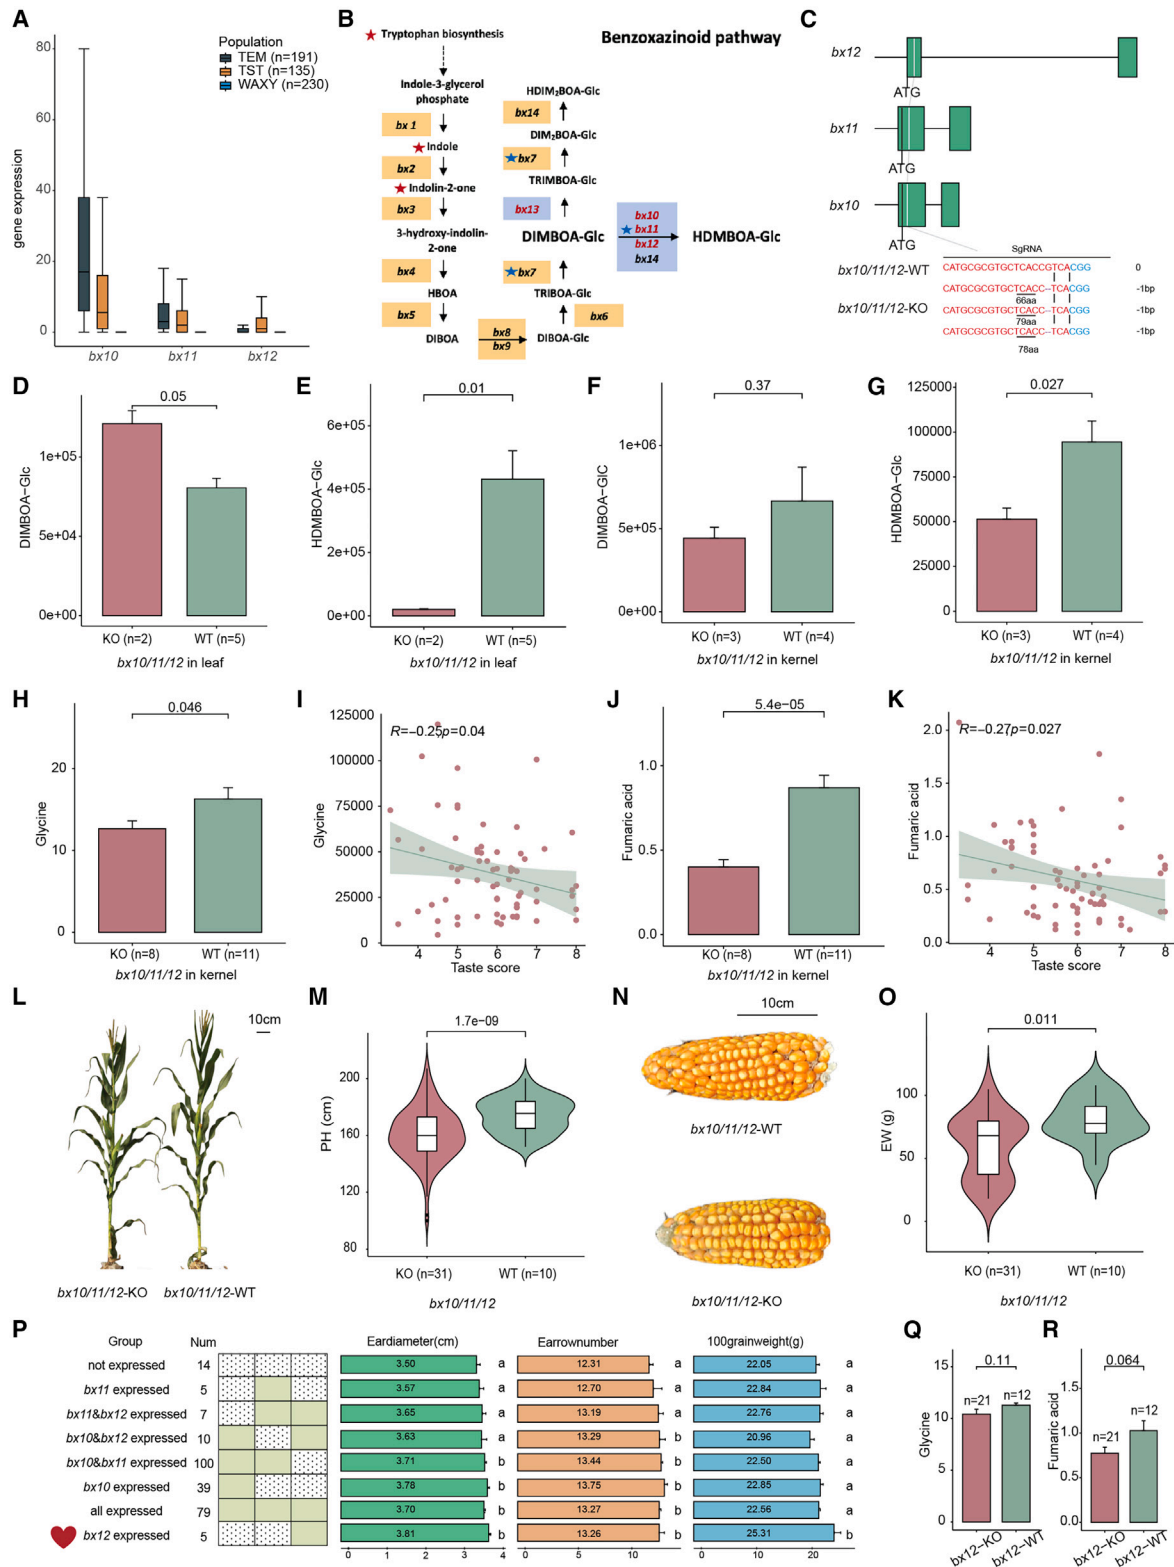 A
Population
TEM (n=191)
TST (n=135)
WAXY (n=230)
gene expression
80
60
40
20
0
bx10
bx11
bx12
B
Benzoxazinoid pathway
Tryptophan biosynthesis
Indole-3-glycerol
phosphate
bx 1
Indole
bx2
Indolin-2-one
bx3
3-hydroxy-indolin-
2-one
bx4
HBOA
bx5
DIBOA
bx8
bx9
DIBOA-Glc
bx6
TRIBOA-Glc
bx7
DIMBOA-Glc
bx13
TRIMBOA-Glc
bx7
DIM₂BOA-Glc
bx14
HDIM₂BOA-Glc
bx10
bx11
bx12
bx14
HDMBOA-Glc
C
bx12
ATG
bx11
ATG
bx10
ATG
SgRNA
bx10/11/12-WT
CATGCGCGTGCTCACCGTCACGG
0
CATGCGCGTGCTCACC--TCACGG
-1bp
66aa
bx10/11/12-KO
CATGCGCGTGCTCACC--TCACGG
-1bp
79aa
CATGCGCGTGCTCACC--TCACGG
-1bp
78aa
D
0.05
DIMBOA−Glc
1e+05
5e+04
0e+00
KO (n=2)
WT (n=5)
bx10/11/12 in leaf
E
0.01
HDMBOA−Glc
6e+05
4e+05
2e+05
0e+00
KO (n=2)
WT (n=5)
bx10/11/12 in leaf
F
0.37
DIMBOA−GlC
1e+06
5e+05
0e+00
KO (n=3)
WT (n=4)
bx10/11/12 in kernel
G
0.027
HDMBOA−Glc
125000
100000
75000
50000
25000
0
KO (n=3)
WT (n=4)
bx10/11/12 in kernel
H
0.046
Glycine
20
10
0
KO (n=8)
WT (n=11)
bx10/11/12 in kernel
I
R=−0.25p=0.04
Glycine
125000
100000
75000
50000
25000
0
4
5
6
7
8
Taste score
J
5.4e−05
Fumaric acid
1.0
0.5
0.0
KO (n=8)
WT (n=11)
bx10/11/12 in kernel
K
R=−0.27p=0.027
Fumaric acid
2.0
1.5
1.0
0.5
0.0
4
5
6
7
8
Taste score
L
10cm
bx10/11/12-KO
bx10/11/12-WT
M
1.7e−09
PH (cm)
200
160
120
80
KO (n=31)
WT (n=10)
bx10/11/12
N
10cm
bx10/11/12-WT
bx10/11/12-KO
O
0.011
EW (g)
100
50
0
KO (n=31)
WT (n=10)
bx10/11/12
P
Group Num Eardiameter(cm) Earrownumber 100grainweight(g)
not expressed 14 3.50 a 12.31 a 22.05 a
bx11 expressed 5 3.57 a 12.70 a 22.84 a
bx11&bx12 expressed 7 3.65 a 13.19 a 22.76 a
bx10&bx12 expressed 10 3.63 a 13.29 b 20.96 a
bx10&bx11 expressed 100 3.71 b 13.44 b 22.50 a
bx10 expressed 39 3.78 b 13.75 b 22.85 a
all expressed 79 3.70 b 13.27 b 22.56 a
bx12 expressed 5 3.81 b 13.26 b 25.31 b
0 1 2 3 4 0 5 10 0 10 20
Q
0.11
n=21
n=12
Glycine
15
10
5
0
bx12−KO
bx12−WT
R
0.064
n=21
n=12
Fumaric acid
1.5
1.0
0.5
0.0
bx12−KO
bx12−WT